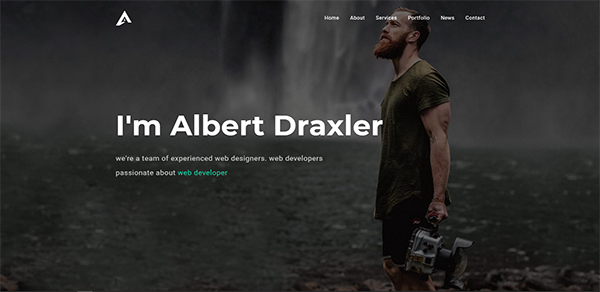 Home About Services Portfolio News Contact
I'm Albert Draxler
we're a team of experienced web designers. web developers
passionate about web developer